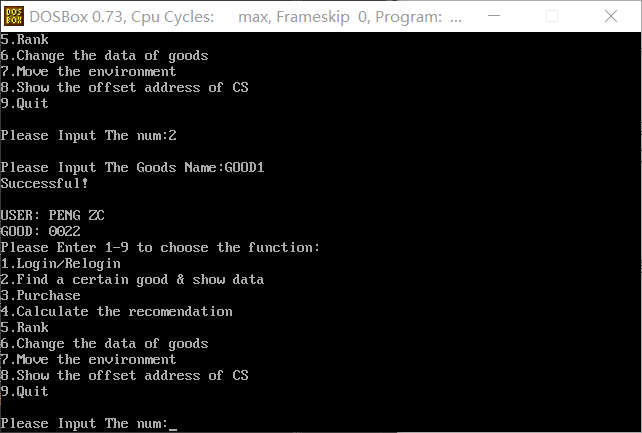 DOS BOX
DOSBox 0.73, Cpu Cycles: max, Frameskip 0, Program: ...
5.Rank
6.Change the data of goods
7.Move the environment
8.Show the offset address of CS
9.Quit
Please Input The num:2
Please Input The Goods Name:GOOD1
Successful!
USER: PENG ZC
GOOD: 0022
Please Enter 1-9 to choose the function:
1.Login/Relogin
2.Find a certain good & show data
3.Purchase
4.Calculate the recomendation
5.Rank
6.Change the data of goods
7.Move the environment
8.Show the offset address of CS
9.Quit
Please Input The num:_